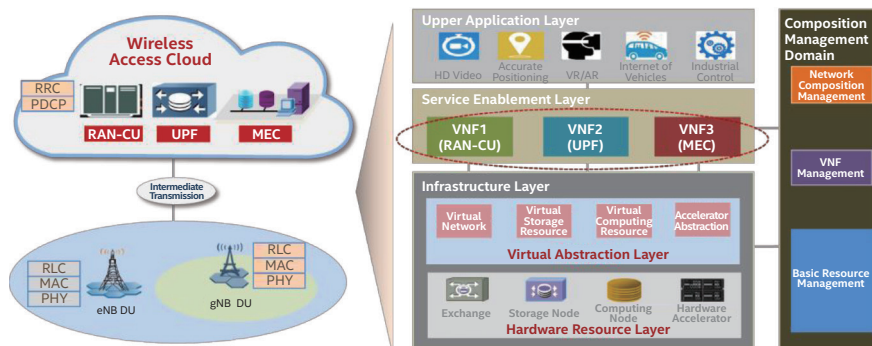 Wireless
Access Cloud
RRC
PDCP
RAN-CU
UPF
MEC
Intermediate
Transmission
RLC
MAC
PHY
eNB DU
gNB DU
RLC
MAC
PHY
Upper Application Layer
HD Video
Accurate
Positioning
VR/AR
Internet of
Vehicles
Industrial
Control
Service Enablement Layer
VNF1
(RAN-CU)
VNF2
(UPF)
VNF3
(MEC)
Infrastructure Layer
Virtual
Network
Virtual
Storage
Resource
Virtual
Computing
Resource
Accelerator
Abstraction
Virtual Abstraction Layer
Exchange
Storage Node
Computing
Node
Hardware
Accelerator
Hardware Resource Layer
Composition
Management
Domain
Network
Composition
Management
VNF
Management
Basic Resource
Management